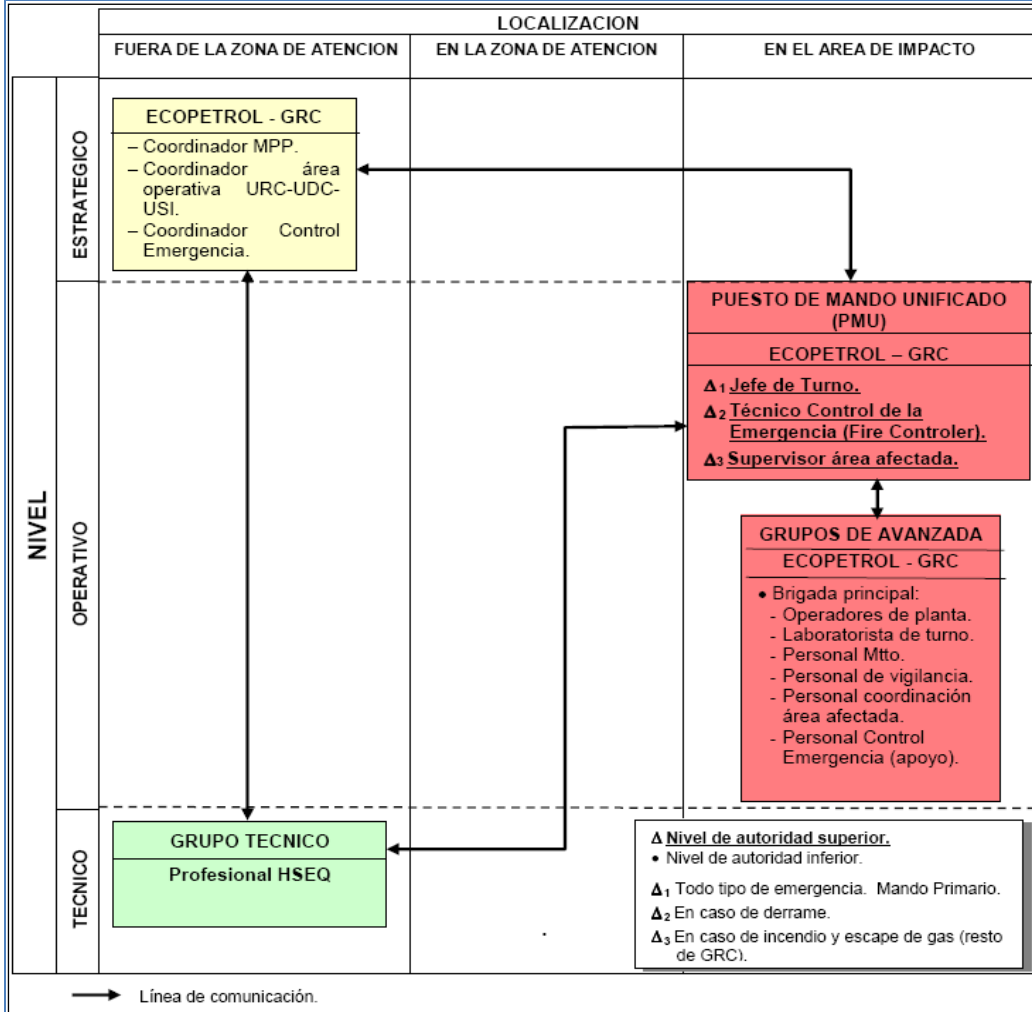 LOCALIZACION
FUERA DE LA ZONA DE ATENCION
EN LA ZONA DE ATENCION
EN EL AREA DE IMPACTO
NIVEL
ESTRATEGICO
ECOPETROL - GRC
– Coordinador MPP.
– Coordinador área
operativa URC-UDC-
USI.
– Coordinador Control
Emergencia.
OPERATIVO
PUESTO DE MANDO UNIFICADO
(PMU)
ECOPETROL – GRC
Δ1 Jefe de Turno.
Δ2 Técnico Control de la
Emergencia (Fire Controler).
Δ3 Supervisor área afectada.
GRUPOS DE AVANZADA
ECOPETROL - GRC
• Brigada principal:
- Operadores de planta.
- Laboratorista de turno.
- Personal Mtto.
- Personal de vigilancia.
- Personal coordinación
área afectada.
- Personal Control
Emergencia (apoyo).
TECNICO
GRUPO TECNICO
Profesional HSEQ
Δ Nivel de autoridad superior.
• Nivel de autoridad inferior.
Δ1 Todo tipo de emergencia. Mando Primario.
Δ2 En caso de derrame.
Δ3 En caso de incendio y escape de gas (resto
de GRC).
Línea de comunicación.